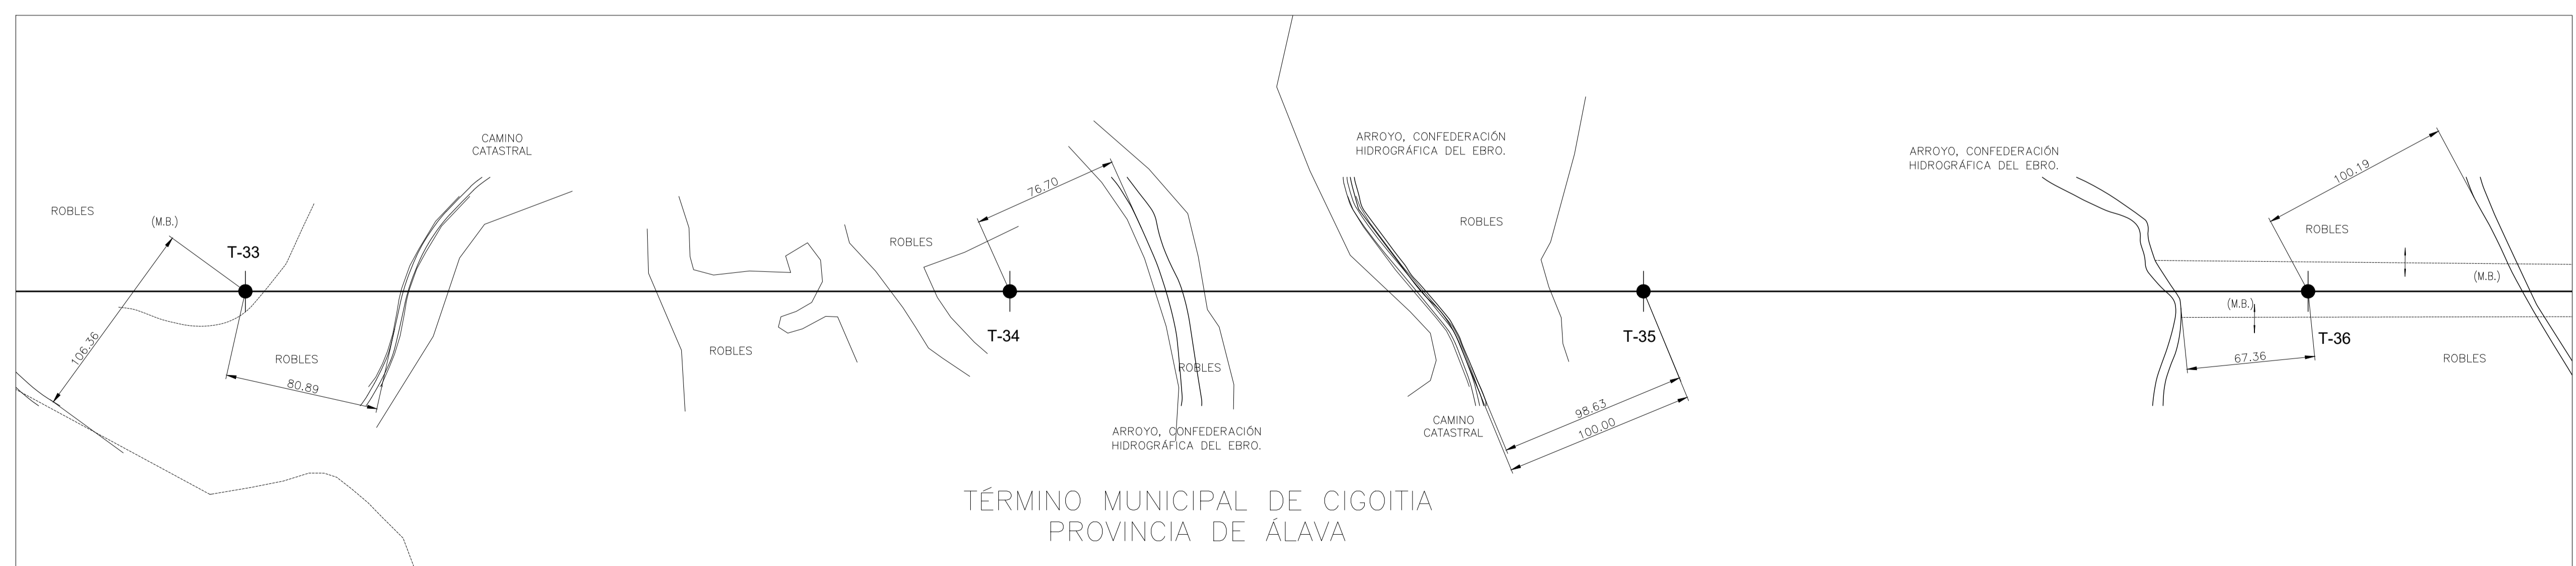 CAMINO
CATASTRAL
ROBLES
(M.B.)
T-33
106.36
80.89
ROBLES
ROBLES
ROBLES
76.70
T-34
ROBLES
ARROYO, CONFEDERACIÓN
HIDROGRÁFICA DEL EBRO.
ARROYO, CONFEDERACIÓN
HIDROGRÁFICA DEL EBRO.
ROBLES
T-35
98.63
100.00
CAMINO
CATASTRAL
ARROYO, CONFEDERACIÓN
HIDROGRÁFICA DEL EBRO.
100.19
ROBLES
(M.B.)
(M.B.)
T-36
67.36
ROBLES
TÉRMINO MUNICIPAL DE CIGOITIA
PROVINCIA DE ÁLAVA